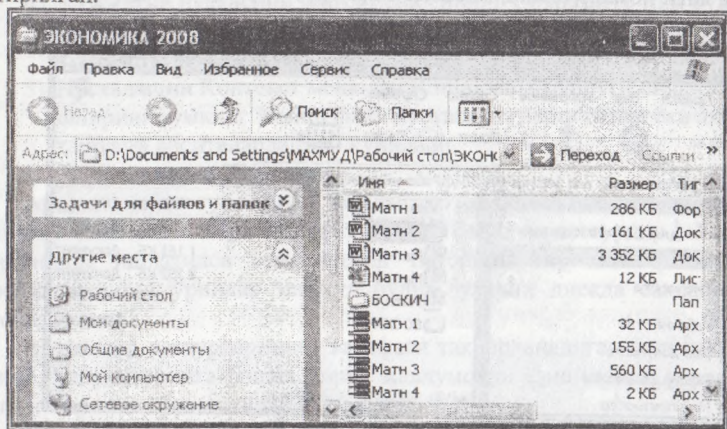 ЭКОНОМИКА 2008
Файл Правка Вид Избранное Сервис Справка
Назад Поиск Папки
Адрес: D:\Documents and Settings\МАХМУД\Рабочий стол\ЭКОНК Переход Ссылки »
Имя Размер Тиг
Задачи для файлов и папок
Другие места
Рабочий стол
Мои документы
Общие документы
Мой компьютер
Сетевое окружение
Матн 1 286 КБ Фор
Матн 2 1 161 КБ Док
Матн 3 3 352 КБ Док
Матн 4 12 КБ Лис
БОСКИЧ Пап
Матн 1 32 КБ Арх
Матн 2 155 КБ Арх
Матн 3 560 КБ Арх
Матн 4 2 КБ Арх